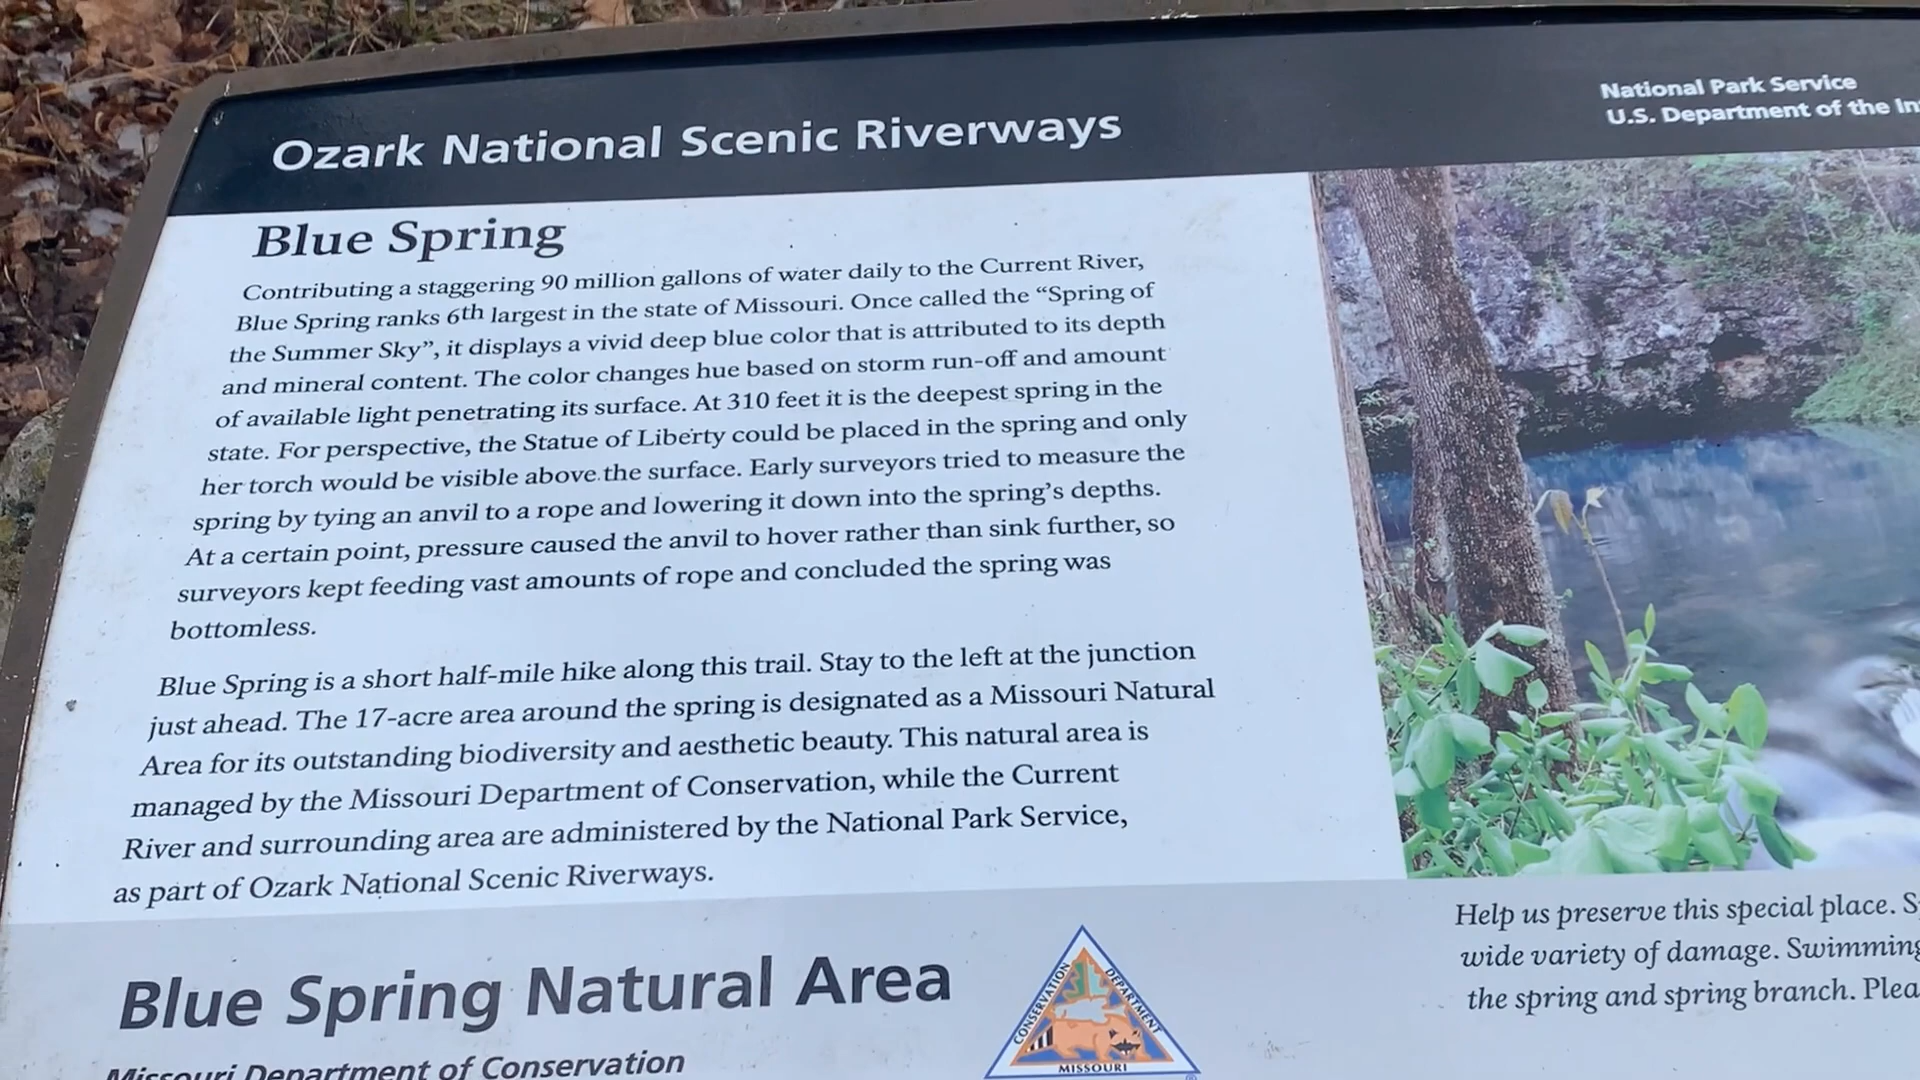 Ozark National Scenic Riverways
National Park Service
U.S. Department of the
Blue Spring
Contributing a staggering 90 million gallons of water daily to the Current River,
Blue Spring ranks 6th largest in the state of Missouri. Once called the “Spring of
the Summer Sky”, it displays a vivid deep blue color that is attributed to its depth
and mineral content. The color changes hue based on storm run-off and amount
of available light penetrating its surface. At 310 feet it is the deepest spring in the
state. For perspective, the Statue of Liberty could be placed in the spring and only
her torch would be visible above the surface. Early surveyors tried to measure the
spring by tying an anvil to a rope and lowering it down into the spring’s depths.
At a certain point, pressure caused the anvil to hover rather than sink further, so
surveyors kept feeding vast amounts of rope and concluded the spring was
bottomless.
Blue Spring is a short half-mile hike along this trail. Stay to the left at the junction
just ahead. The 17-acre area around the spring is designated as a Missouri Natural
Area for its outstanding biodiversity and aesthetic beauty. This natural area is
managed by the Missouri Department of Conservation, while the Current
River and surrounding area are administered by the National Park Service,
as part of Ozark National Scenic Riverways.
Blue Spring Natural Area
Missouri Department of Conservation
CONSERVATION DEPARTMENT
MISSOURI
Help us preserve this special place.
wide variety of damage. Swimming
the spring and spring branch.